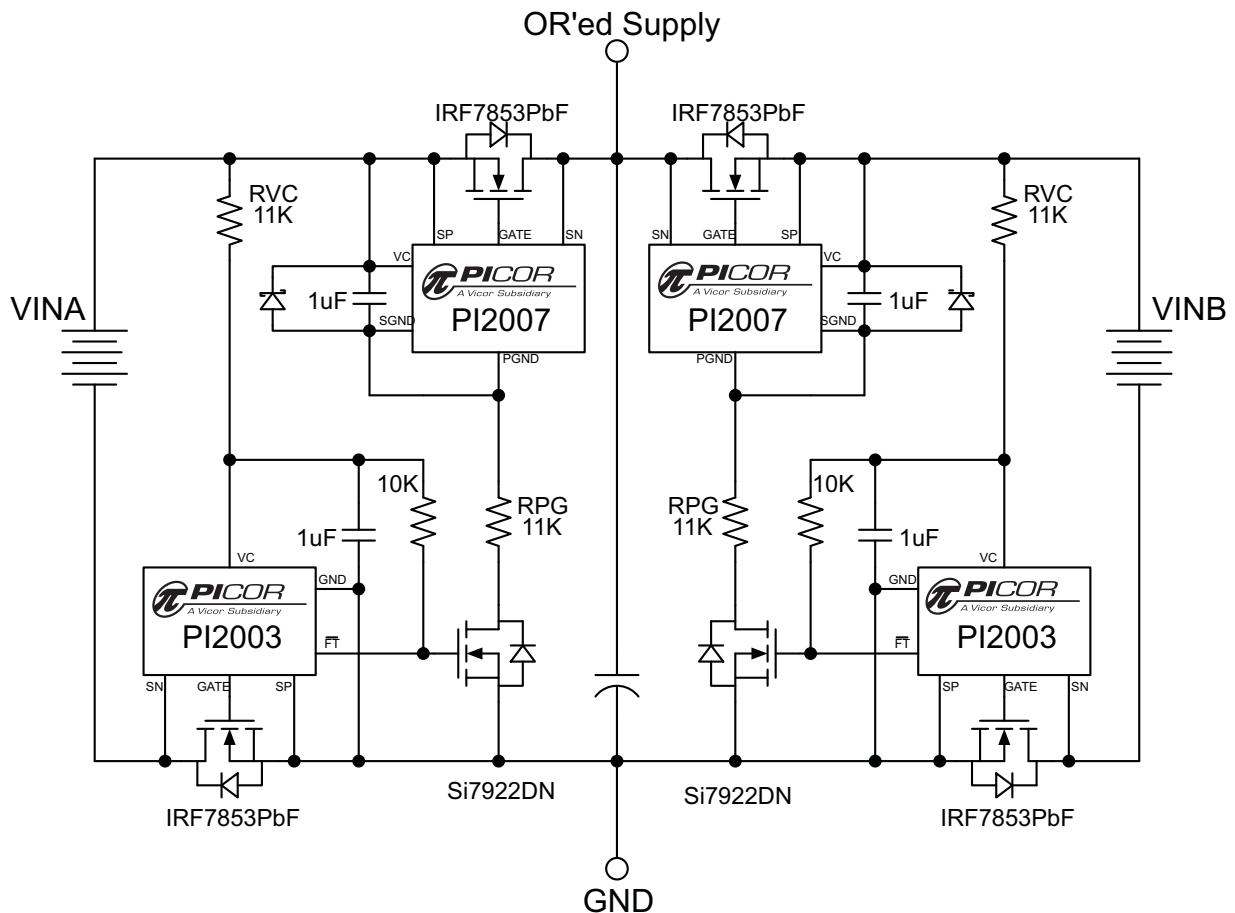 OR'ed Supply
IRF7853PbF
IRF7853PbF
RVC
11K
SP
GATE
SN
VC
1uF
SGND
PICOR
A Vicor Subsidiary
PI2007
PGND
SN
GATE
SP
VC
1uF
SGND
PICOR
A Vicor Subsidiary
PI2007
PGND
RVC
11K
VINA
VINB
10K
RPG
11K
1uF
VC
GND
PICOR
A Vicor Subsidiary
PI2003
FT
SN
GATE
SP
RPG
11K
10K
1uF
VC
GND
PICOR
A Vicor Subsidiary
PI2003
FT
SP
GATE
SN
IRF7853PbF
Si7922DN
Si7922DN
IRF7853PbF
GND